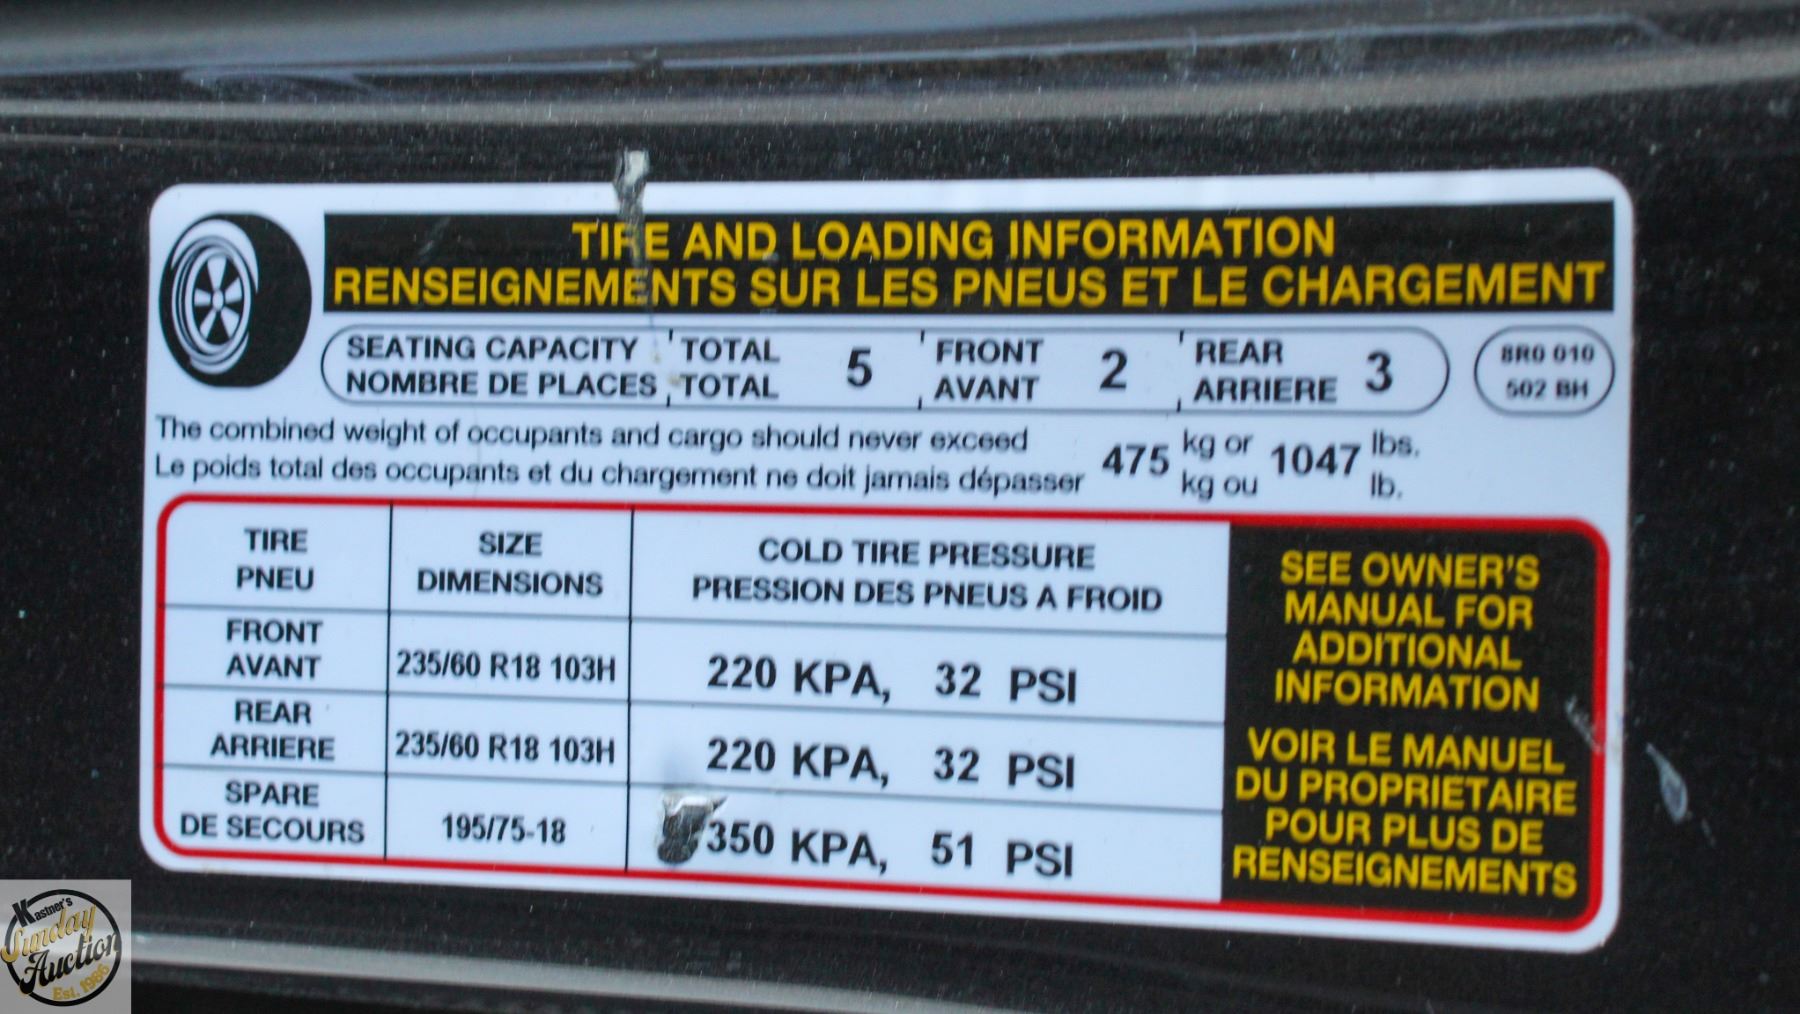 TIRE AND LOADING INFORMATION
RENSEIGNEMENTS SUR LES PNEUS ET LE CHARGEMENT
SEATING CAPACITY TOTAL 5 FRONT 2 REAR 3
NOMBRE DE PLACES TOTAL AVANT ARRIERE
8R0 010
502 BH
The combined weight of occupants and cargo should never exceed 475 kg or 1047 lbs.
Le poids total des occupants et du chargement ne doit jamais dépasser kg ou lb.
TIRE SIZE COLD TIRE PRESSURE
PNEU DIMENSIONS PRESSION DES PNEUS A FROID
FRONT
AVANT 235/60 R18 103H 220 KPA, 32 PSI
REAR
ARRIERE 235/60 R18 103H 220 KPA, 32 PSI
SPARE
DE SECOURS 195/75-18 350 KPA, 51 PSI
SEE OWNER'S
MANUAL FOR
ADDITIONAL
INFORMATION
VOIR LE MANUEL
DU PROPRIETAIRE
POUR PLUS DE
RENSEIGNEMENTS
Kastner's
Sunday
Auction
Est. 1986